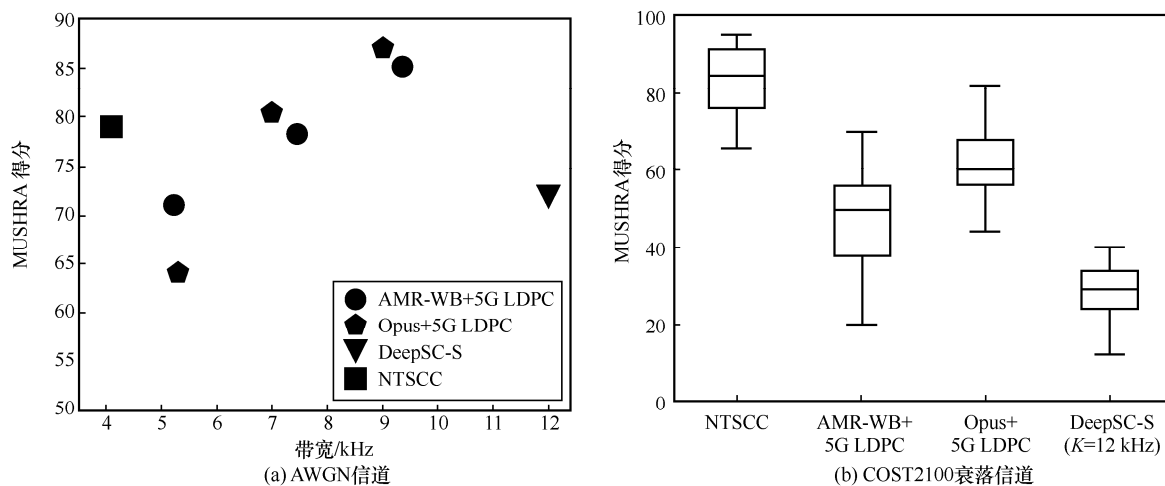 90
85
80
75
70
65
60
55
50
MUSHRA 得分
AMR-WB+5G LDPC
Opus+5G LDPC
DeepSC-S
NTSCC
4 5 6 7 8 9 10 11 12
带宽/kHz
(a) AWGN信道
100
80
60
40
20
0
MUSHRA得分
NTSCC AMR-WB+ Opus+ DeepSC-S
5G LDPC 5G LDPC (K=12 kHz)
(b) COST2100衰落信道